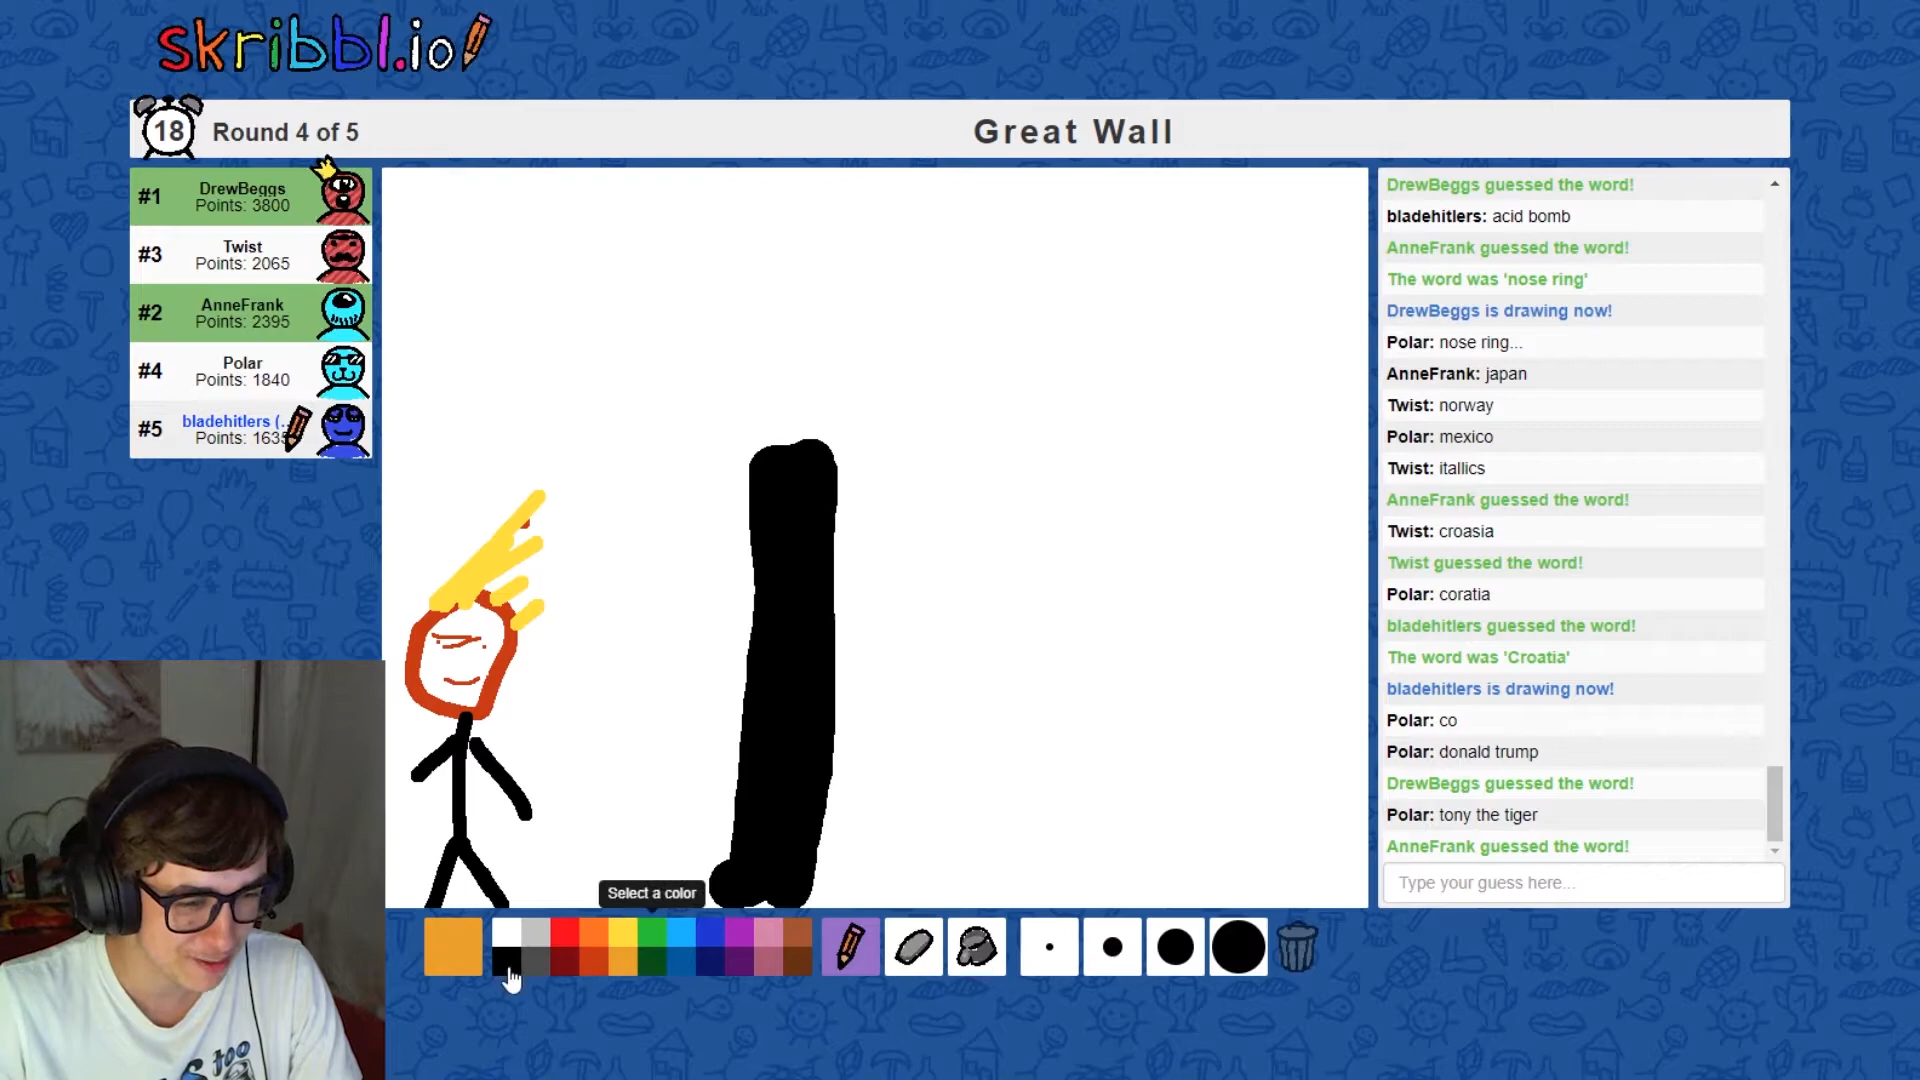 skribbl.io
18
Round 4 of 5
Great Wall
#1
DrewBeggs
Points: 3800
#3
Twist
Points: 2065
#2
AnneFrank
Points: 2395
#4
Polar
Points: 1840
#5
bladehitlers (..
Points: 1635
DrewBeggs guessed the word!
bladehitlers: acid bomb
AnneFrank guessed the word!
The word was 'nose ring'
DrewBeggs is drawing now!
Polar: nose ring...
AnneFrank: japan
Twist: norway
Polar: mexico
Twist: itallics
AnneFrank guessed the word!
Twist: croasia
Twist guessed the word!
Polar: coratia
bladehitlers guessed the word!
The word was 'Croatia'
bladehitlers is drawing now!
Polar: co
Polar: donald trump
DrewBeggs guessed the word!
Polar: tony the tiger
AnneFrank guessed the word!
Type your guess here...
Select a color
too